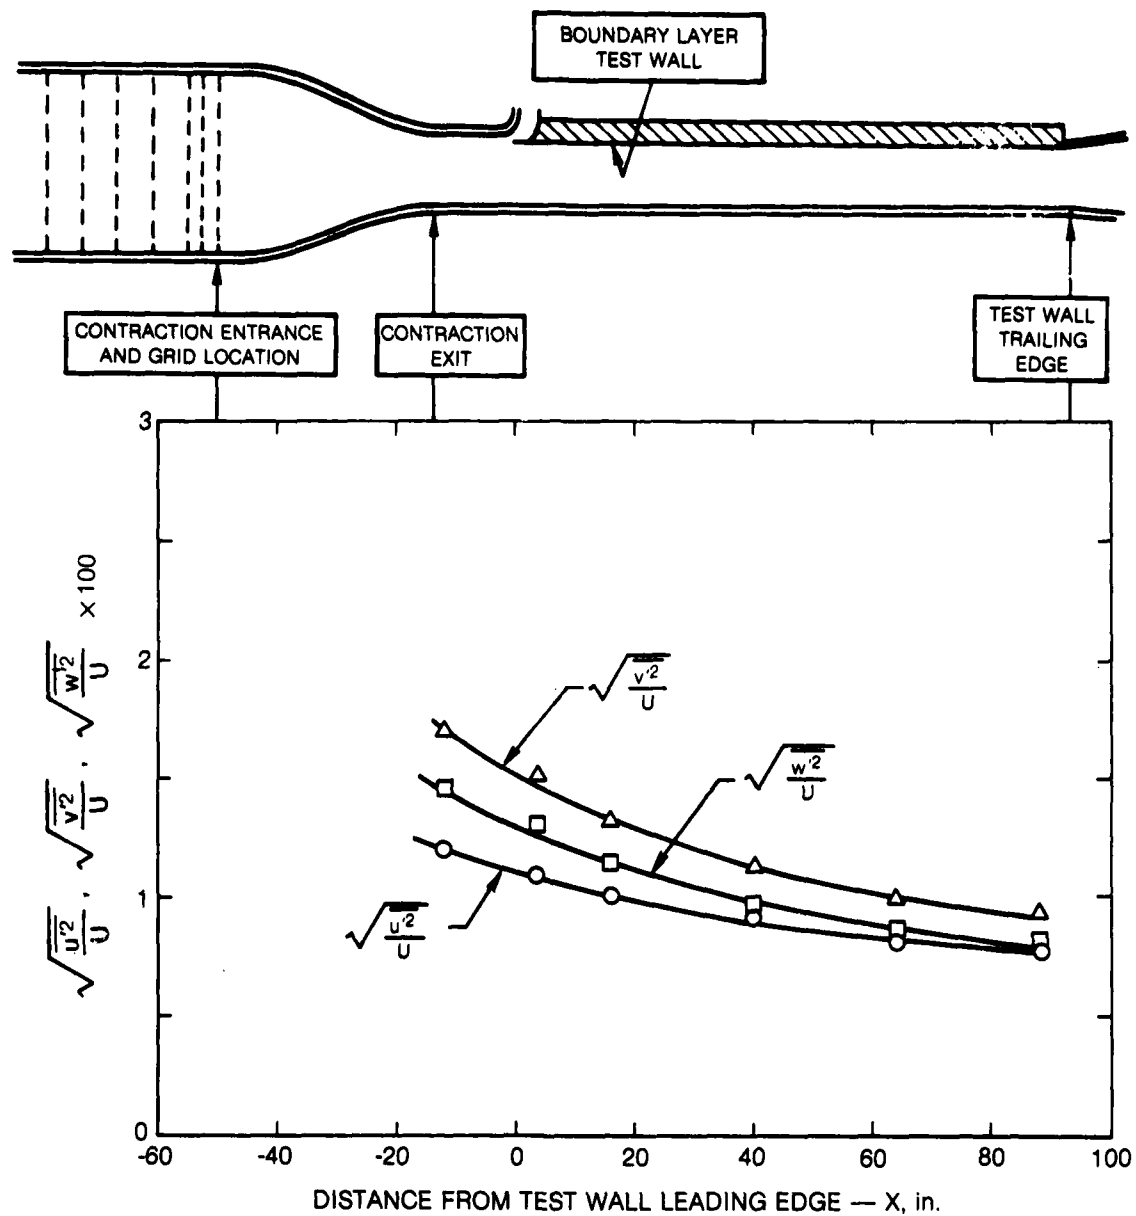 BOUNDARY LAYER
TEST WALL
CONTRACTION ENTRANCE
AND GRID LOCATION
CONTRACTION
EXIT
TEST WALL
TRAILING
EDGE
3
2
1
0
√u'²/U , √v'²/U , √w'²/U × 100
√v'²/U
√w'²/U
√u'²/U
-60 -40 -20 0 20 40 60 80 100
DISTANCE FROM TEST WALL LEADING EDGE — X, in.